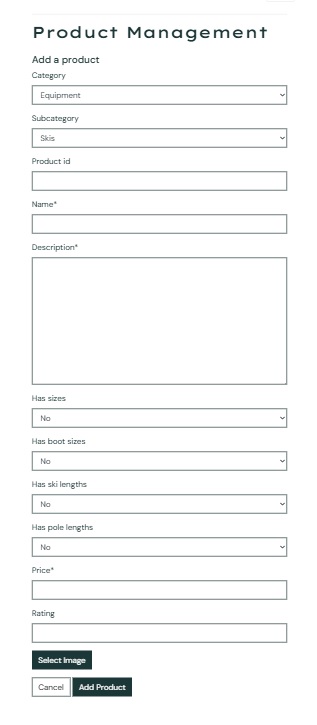 Product Management
Add a product
Category
Equipment
Subcategory
Skis
Product id
Name*
Description*
Has sizes
No
Has boot sizes
No
Has ski lengths
No
Has pole lengths
No
Price*
Rating
Select Image
Cancel Add Product